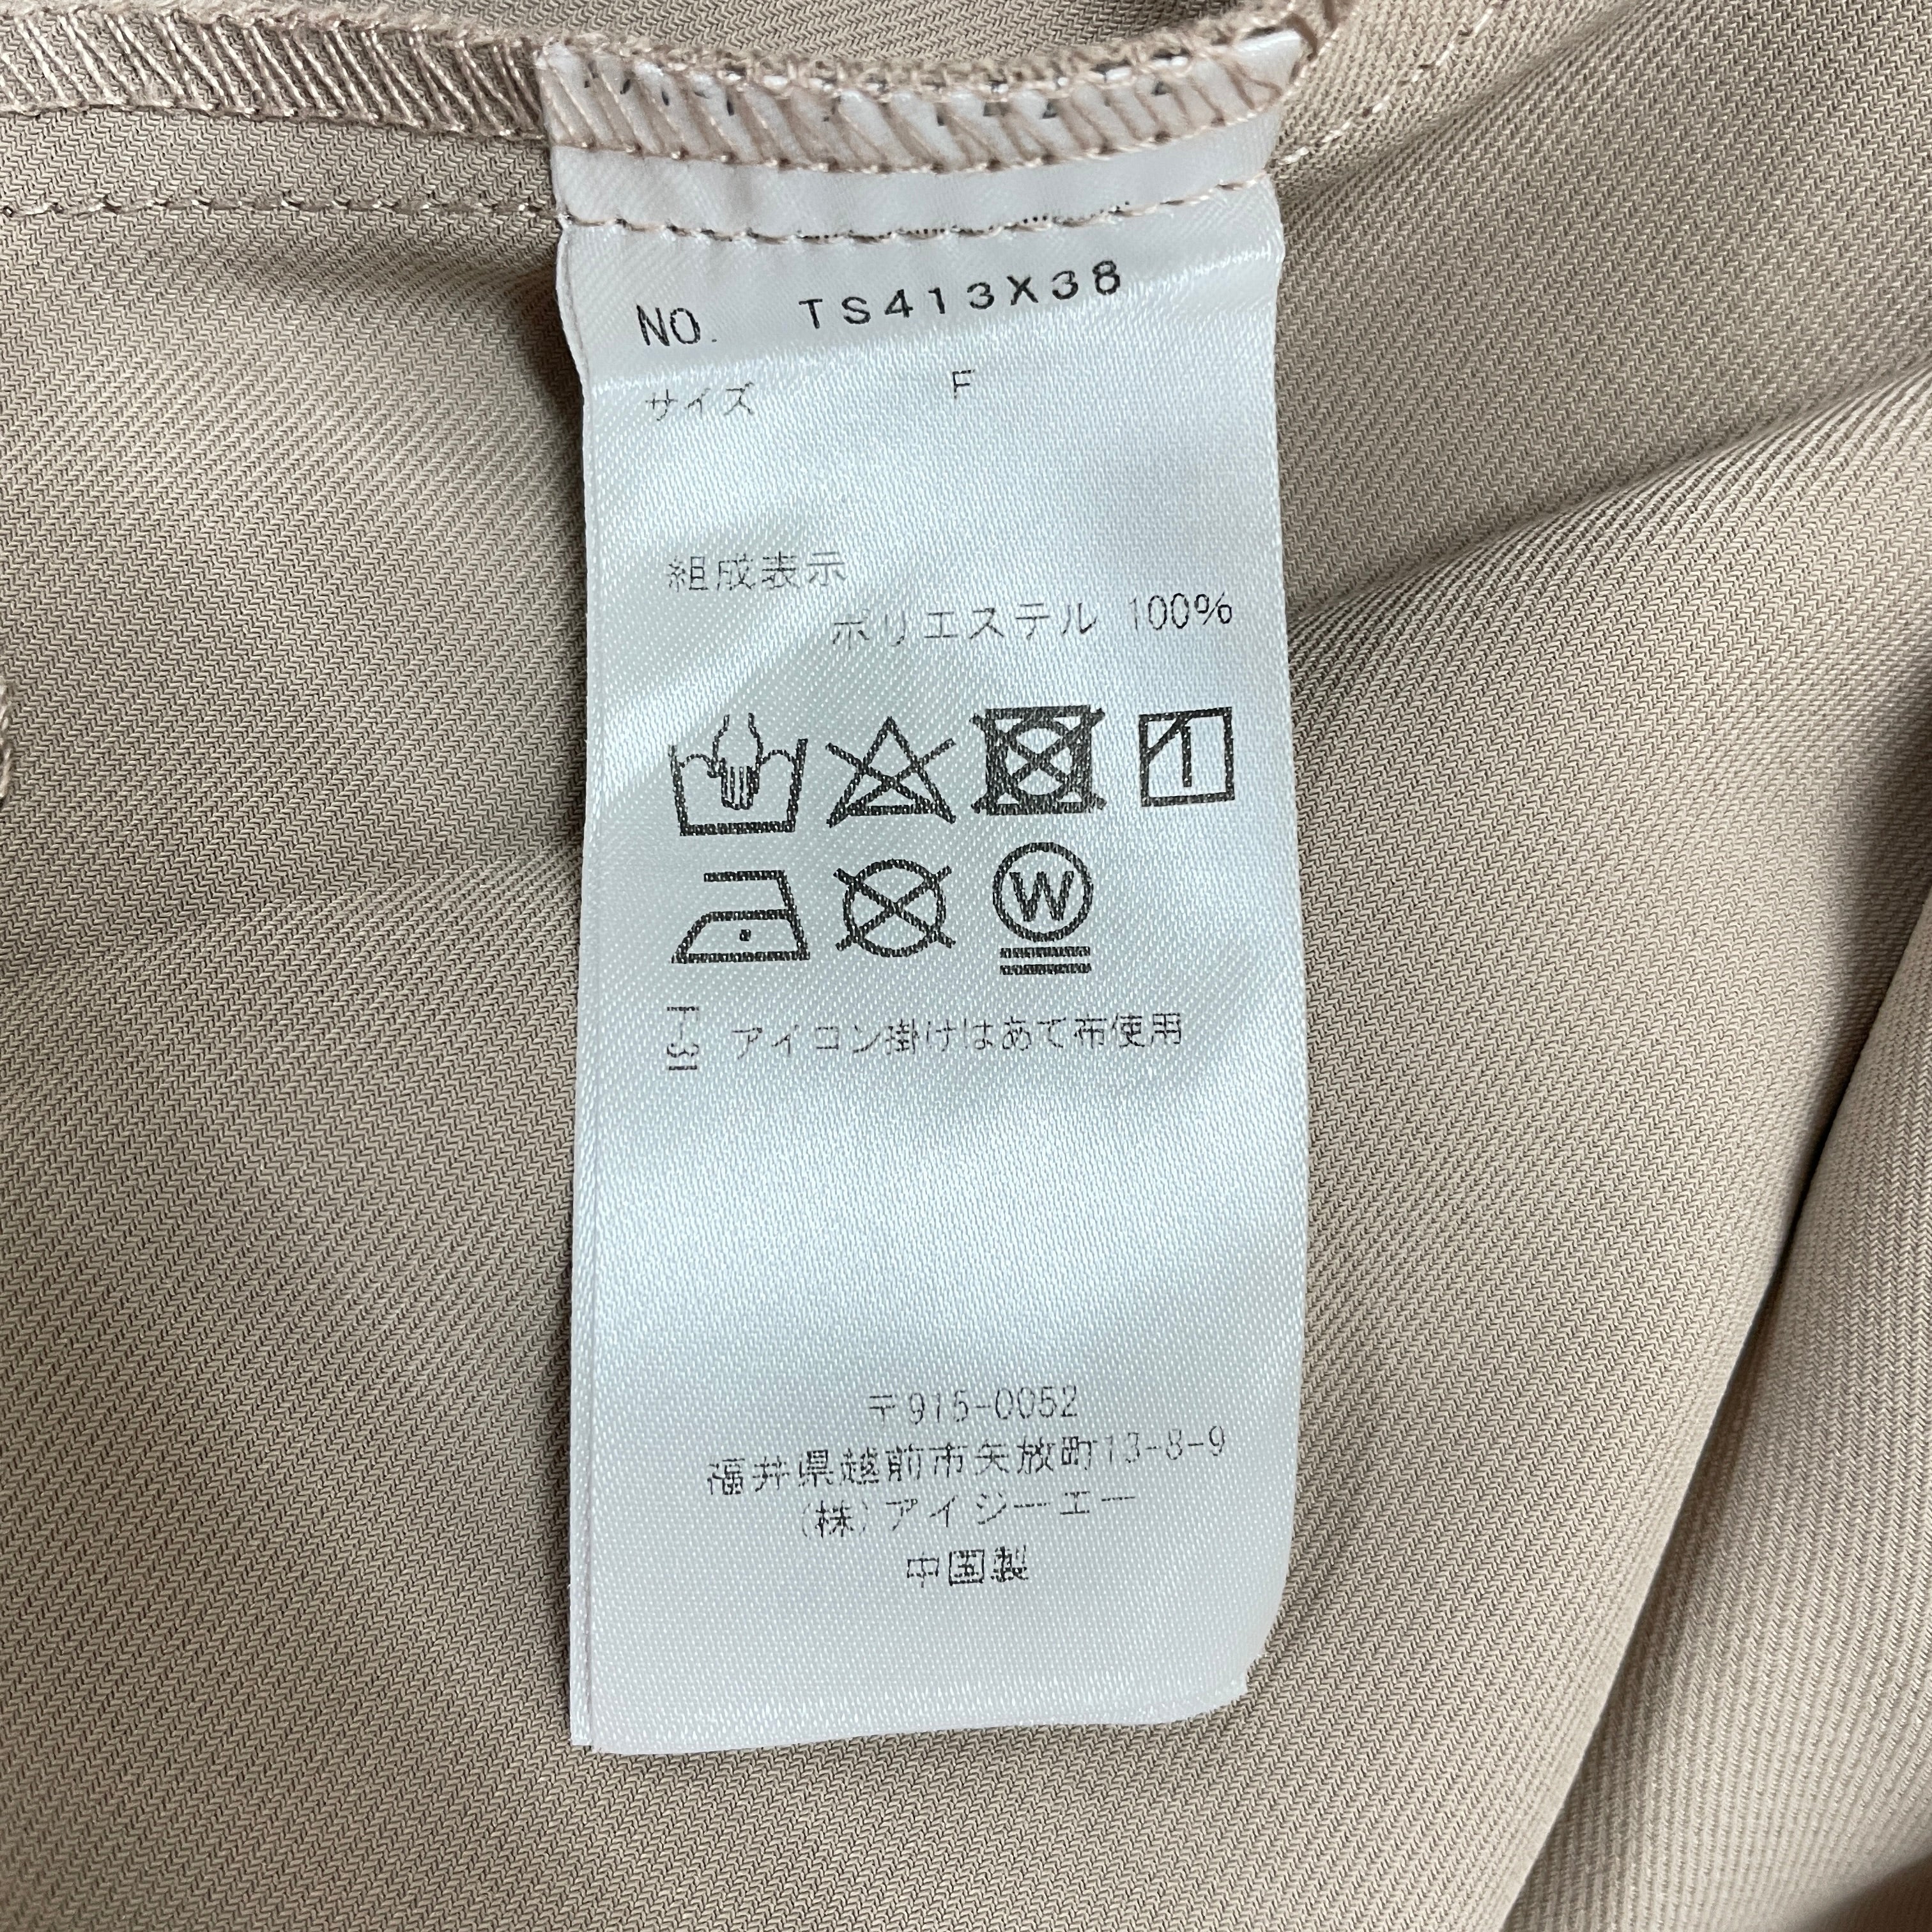 NO. TS413X38
サイズ F
組成表示
ポリエステル 100%
W
アイロン掛けはあて布使用
〒915-0052
福井県越前市矢放町13-8-9
(株)アイジーエー
中国製